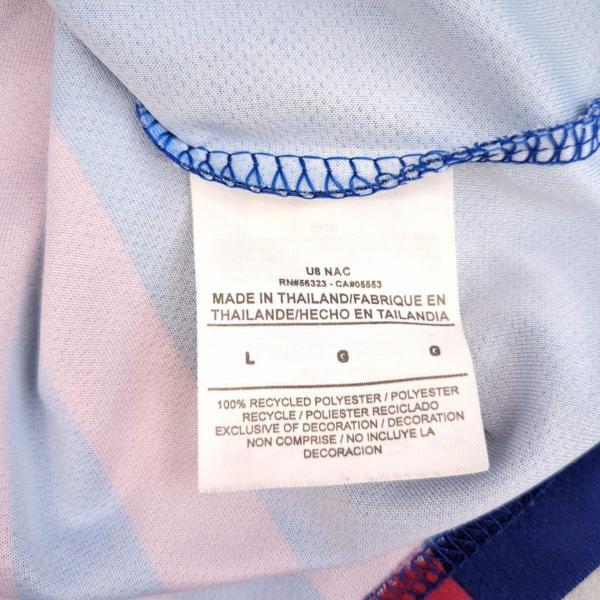 U8 NAC
RN#56323 - CA#05553
MADE IN THAILAND/FABRIQUE EN
THAILANDE/HECHO EN TAILANDIA
L G G
100% RECYCLED POLYESTER / POLYESTER
RECYCLE / POLIESTER RECICLADO
EXCLUSIVE OF DECORATION / DECORATION
NON COMPRISE / NO INCLUYE LA
DECORACION